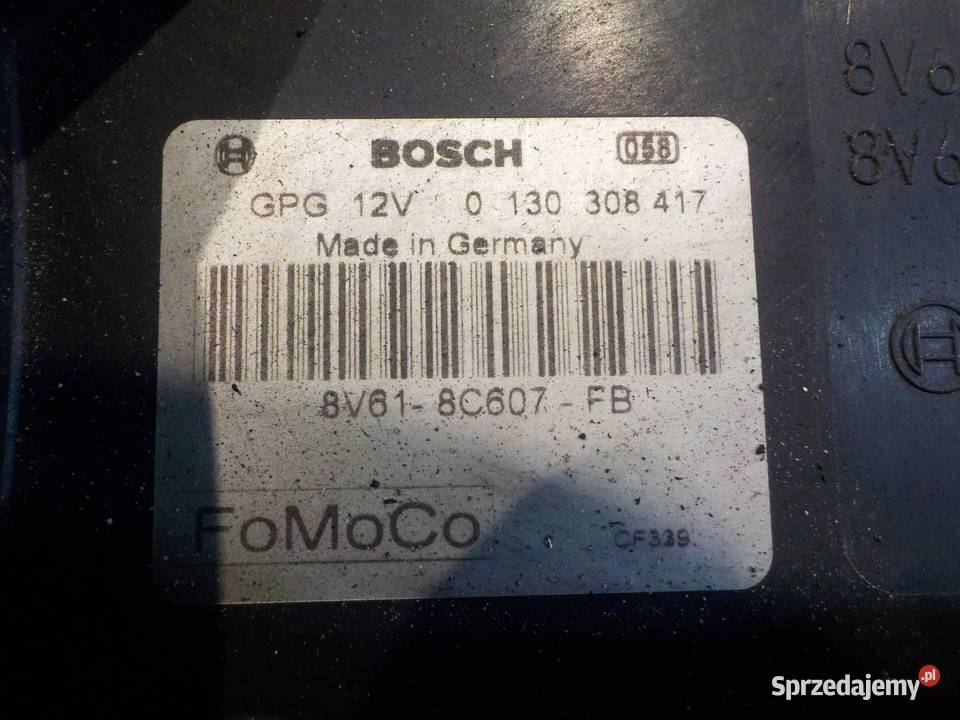 8V6
8V6
BOSCH 058
GPG 12V 0 130 308 417
Made in Germany
8V61- 8C607 - FB
FoMoCo
CF339
Sprzedajemy.pl